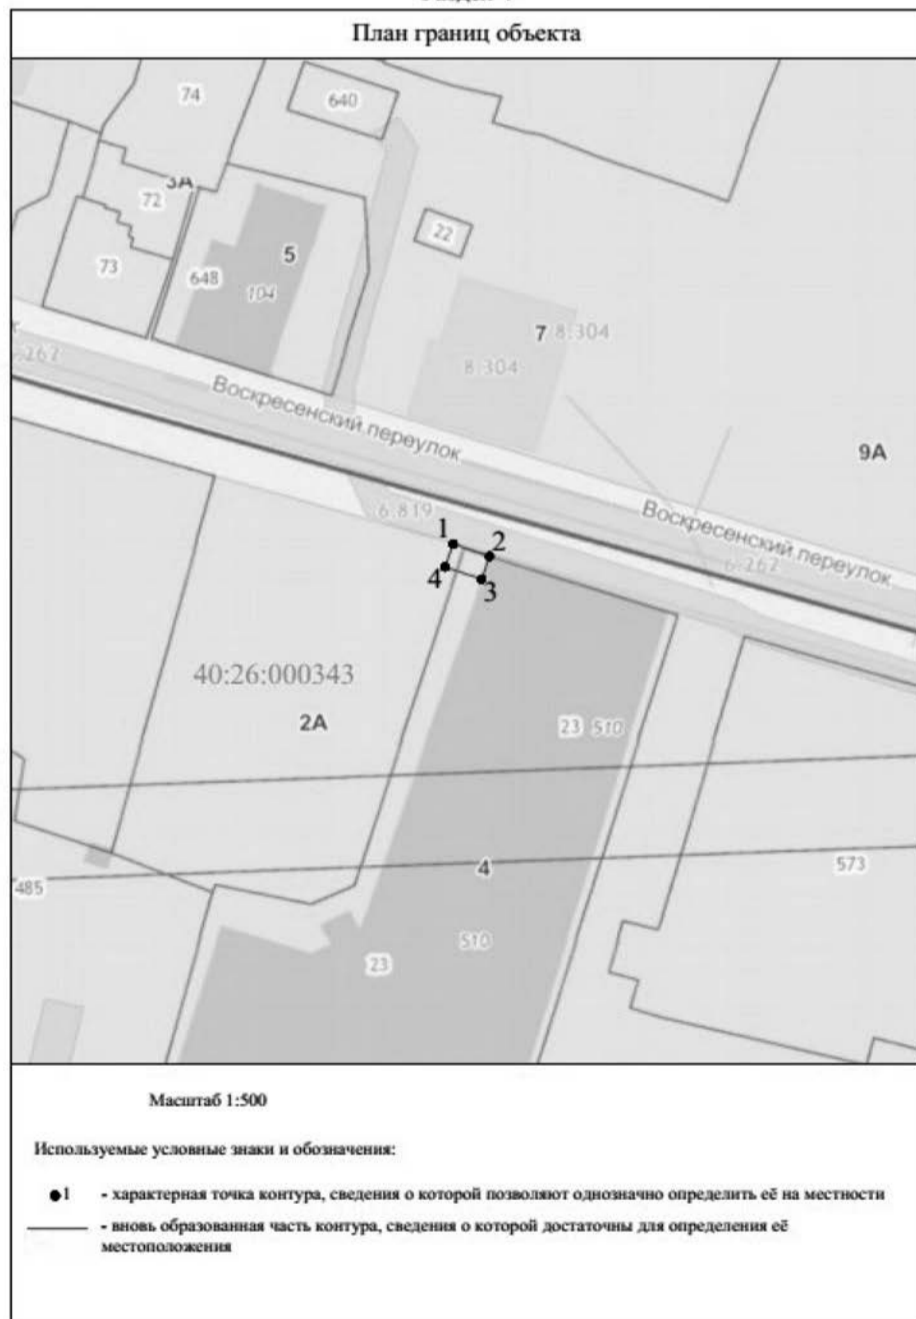 План границ объекта
74
640
3А
72
22
5
73
648
104
7 8.304
8.304
6.262
Воскресенский переулок
9А
6.819
Воскресенский переулок
6.262
1
2
4
3
40:26:000343
2А
23 510
4
573
485
510
23
Масштаб 1:500
Используемые условные знаки и обозначения:
1 - характерная точка контура, сведения о которой позволяют однозначно определить её на местности
- вновь образованная часть контура, сведения о которой достаточны для определения её
местоположения